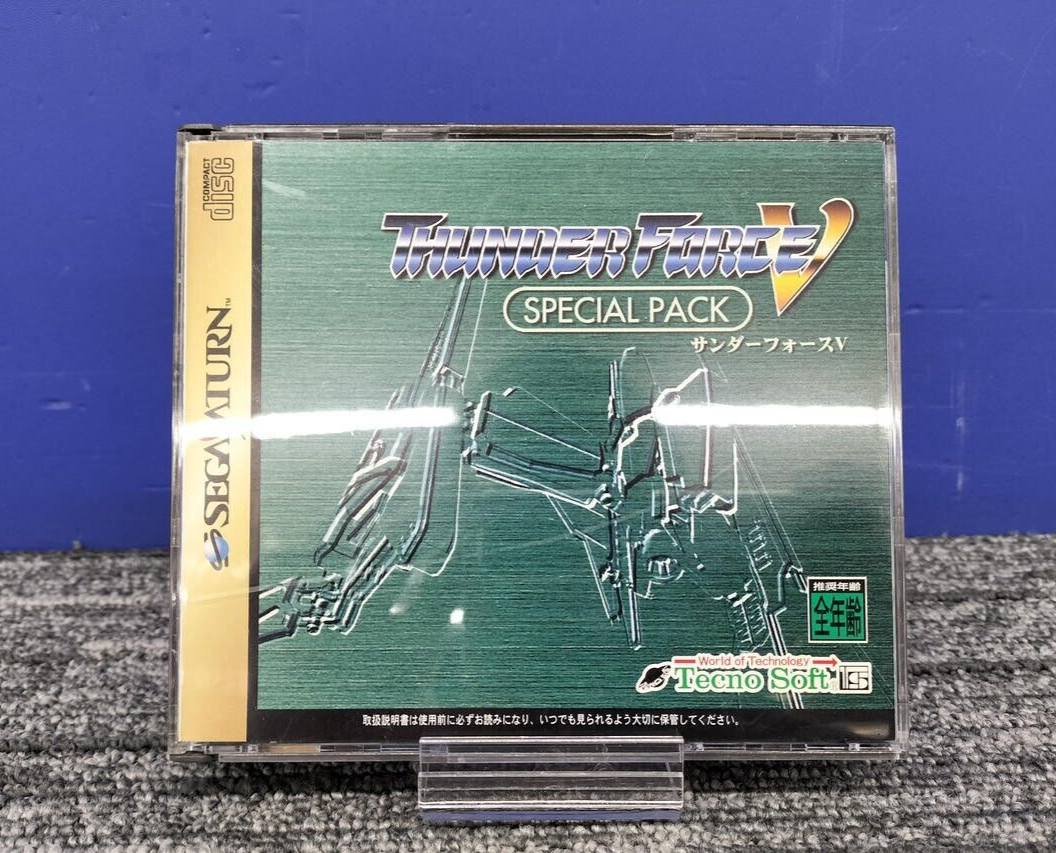 COMPACT
disc
SEGA SATURN™
THUNDER FORCE V
SPECIAL PACK
サンダーフォースV
推奨年齢
全年齢
World of Technology
Tecno Soft
取扱説明書は使用前に必ずお読みになり、いつでも見られるよう大切に保管してください。